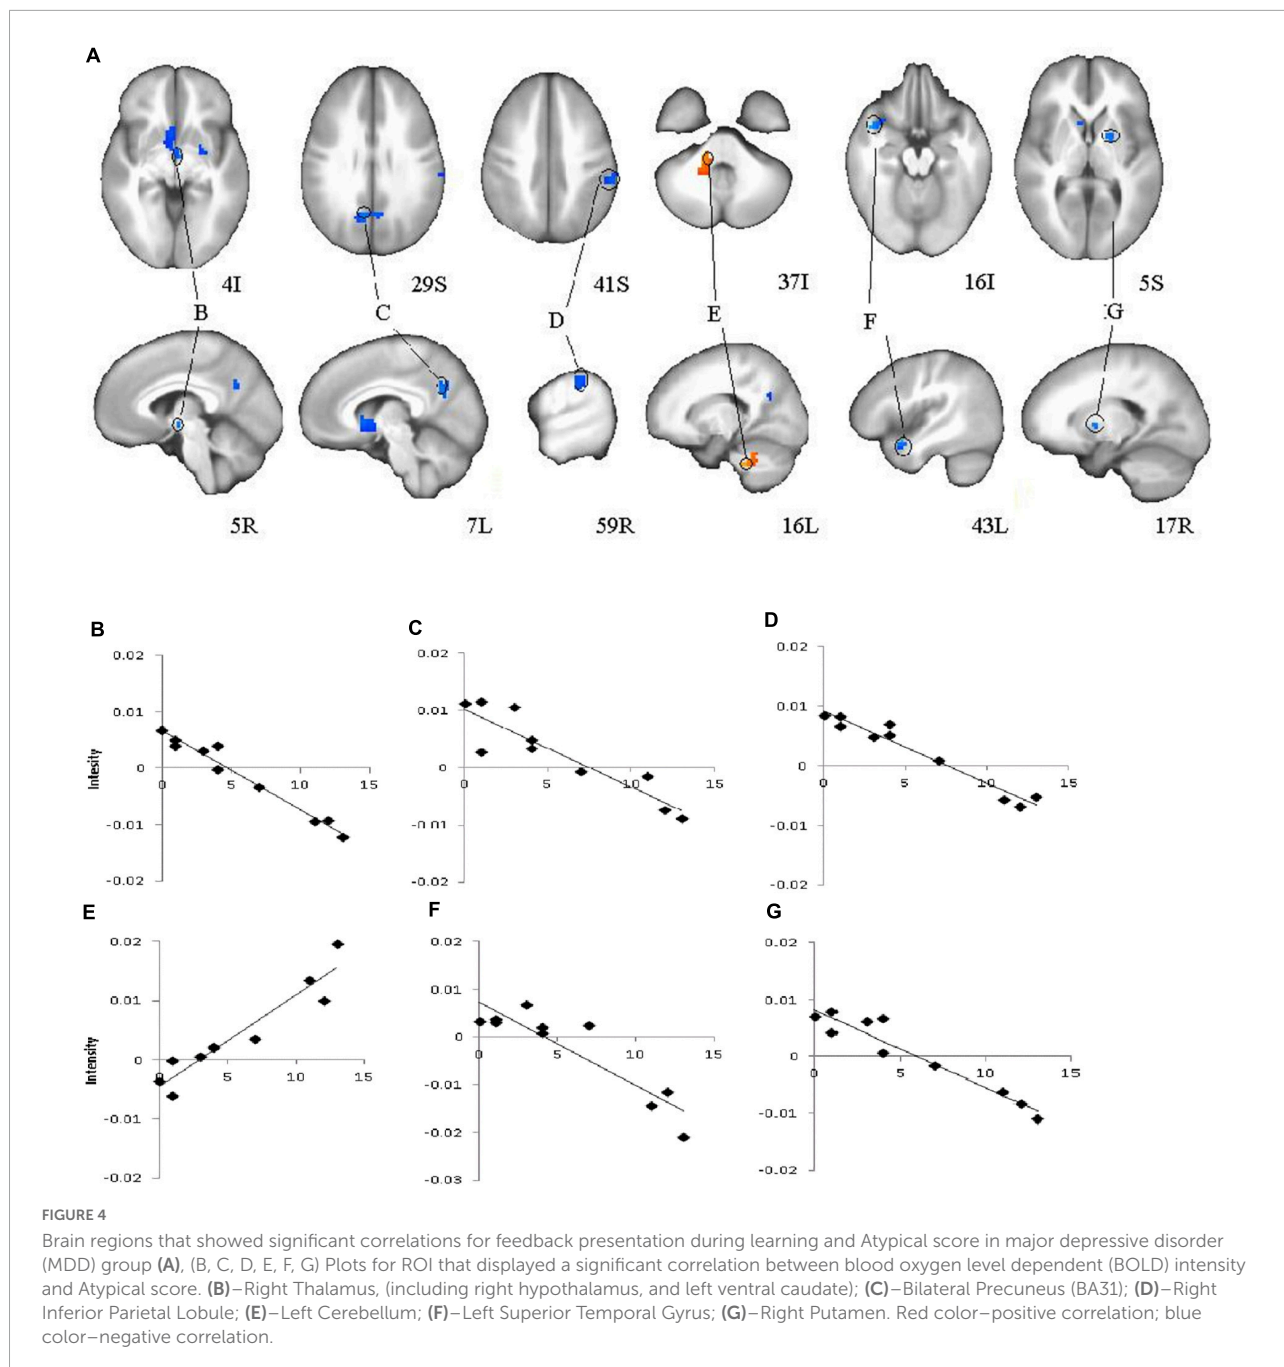 A
4I 29S 41S 37I 16I 5S
B C D E F G
5R 7L 59R 16L 43L 17R
B
0.02
0.01
0
-0.01
-0.02
5 10 15
Intesity
C
0.02
0.01
0
-0.01
-0.02
0 5 10 15
D
0.02
0.01
0
-0.01
-0.02
0 5 10 15
E
0.02
0.01
0
-0.01
-0.02
0 5 10 15
Intensity
F
0.02
0.01
0
-0.01
-0.02
-0.03
0 5 10 15
G
0.02
0.01
0
-0.01
-0.02
0 5 10 15
FIGURE 4
Brain regions that showed significant correlations for feedback presentation during learning and Atypical score in major depressive disorder
(MDD) group (A), (B, C, D, E, F, G) Plots for ROI that displayed a significant correlation between blood oxygen level dependent (BOLD) intensity
and Atypical score. (B)–Right Thalamus, (including right hypothalamus, and left ventral caudate); (C)–Bilateral Precuneus (BA31); (D)–Right
Inferior Parietal Lobule; (E)–Left Cerebellum; (F)–Left Superior Temporal Gyrus; (G)–Right Putamen. Red color–positive correlation; blue
color–negative correlation.